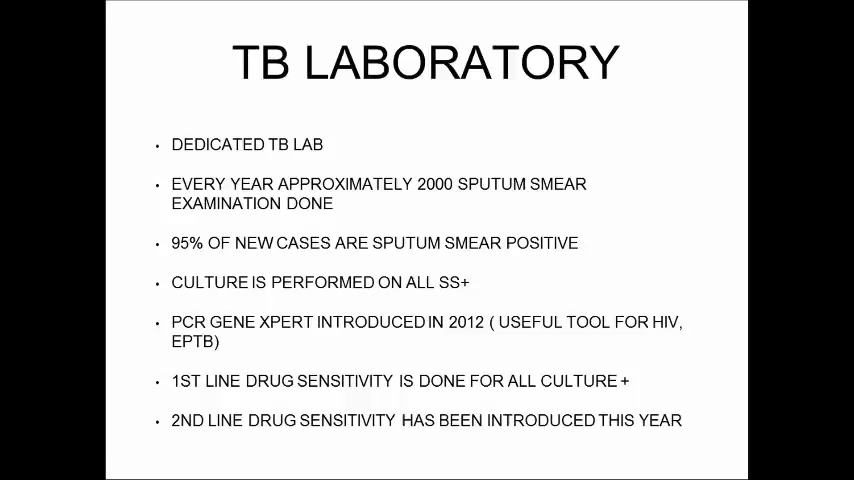 TB LABORATORY
• DEDICATED TB LAB
• EVERY YEAR APPROXIMATELY 2000 SPUTUM SMEAR
EXAMINATION DONE
• 95% OF NEW CASES ARE SPUTUM SMEAR POSITIVE
• CULTURE IS PERFORMED ON ALL SS+
• PCR GENE XPERT INTRODUCED IN 2012 ( USEFUL TOOL FOR HIV,
EPTB)
• 1ST LINE DRUG SENSITIVITY IS DONE FOR ALL CULTURE +
• 2ND LINE DRUG SENSITIVITY HAS BEEN INTRODUCED THIS YEAR